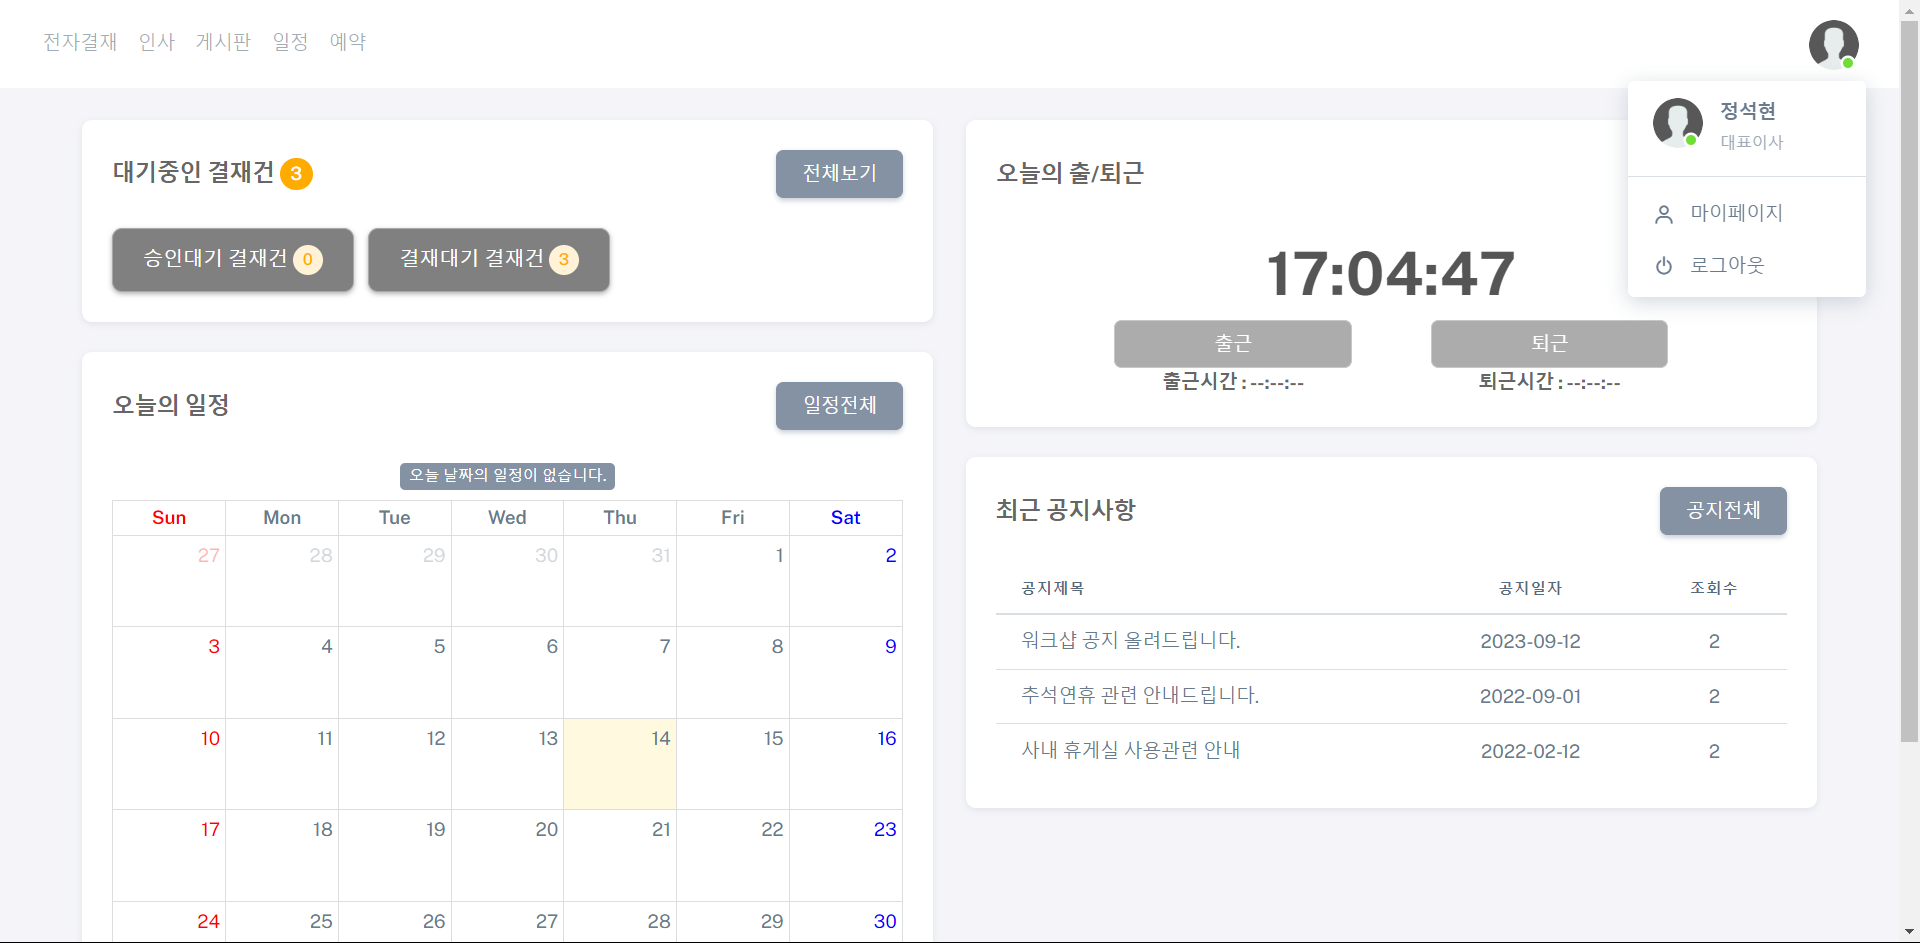 전자결재 인사 게시판 일정 예약
정석현
대표이사
마이페이지
로그아웃
대기중인 결재건 3
전체보기
승인대기 결재건 0
결재대기 결재건 3
오늘의 출/퇴근
17:04:47
출근
퇴근
출근시간 : --:--:--
퇴근시간 : --:--:--
오늘의 일정
일정전체
오늘 날짜의 일정이 없습니다.
Sun Mon Tue Wed Thu Fri Sat
27 28 29 30 31 1 2
3 4 5 6 7 8 9
10 11 12 13 14 15 16
17 18 19 20 21 22 23
24 25 26 27 28 29 30
최근 공지사항
공지전체
공지제목 공지일자 조회수
워크샵 공지 올려드립니다. 2023-09-12 2
추석연휴 관련 안내드립니다. 2022-09-01 2
사내 휴게실 사용관련 안내 2022-02-12 2